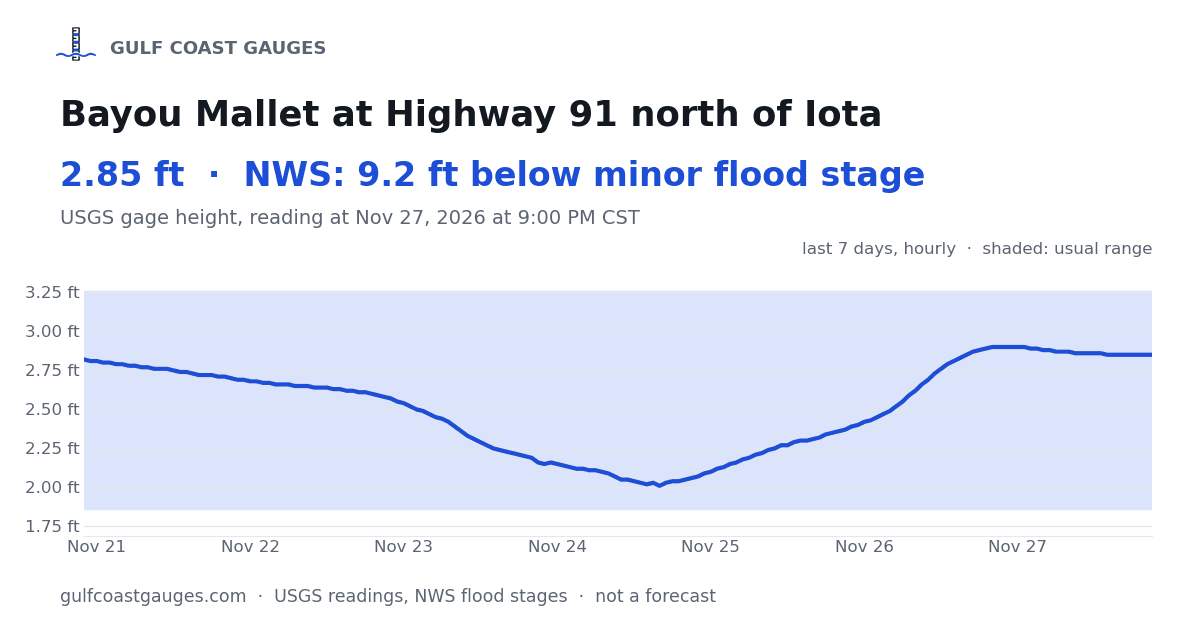 GULF COAST GAUGES
Bayou Mallet at Highway 91 north of Iota
2.85 ft · NWS: 9.2 ft below minor flood stage
USGS gage height, reading at Nov 27, 2026 at 9:00 PM CST
last 7 days, hourly · shaded: usual range
3.25 ft
3.00 ft
2.75 ft
2.50 ft
2.25 ft
2.00 ft
1.75 ft
Nov 21 Nov 22 Nov 23 Nov 24 Nov 25 Nov 26 Nov 27
gulfcoastgauges.com · USGS readings, NWS flood stages · not a forecast